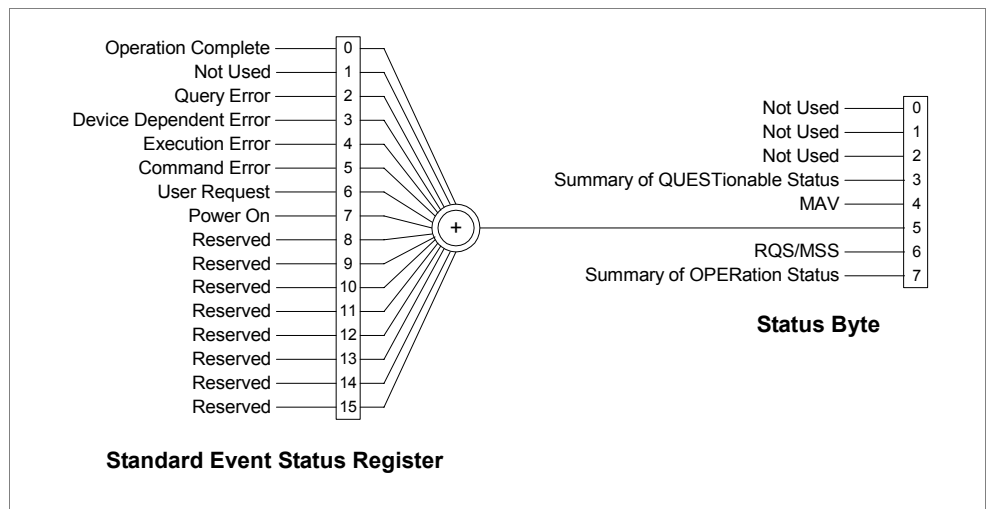 Operation Complete 0
Not Used 1
Query Error 2
Device Dependent Error 3
Execution Error 4
Command Error 5
User Request 6
Power On 7
Reserved 8
Reserved 9
Reserved 10
Reserved 11
Reserved 12
Reserved 13
Reserved 14
Reserved 15
Standard Event Status Register
+
Not Used 0
Not Used 1
Not Used 2
Summary of QUEStionable Status 3
MAV 4
5
RQS/MSS 6
Summary of OPERation Status 7
Status Byte